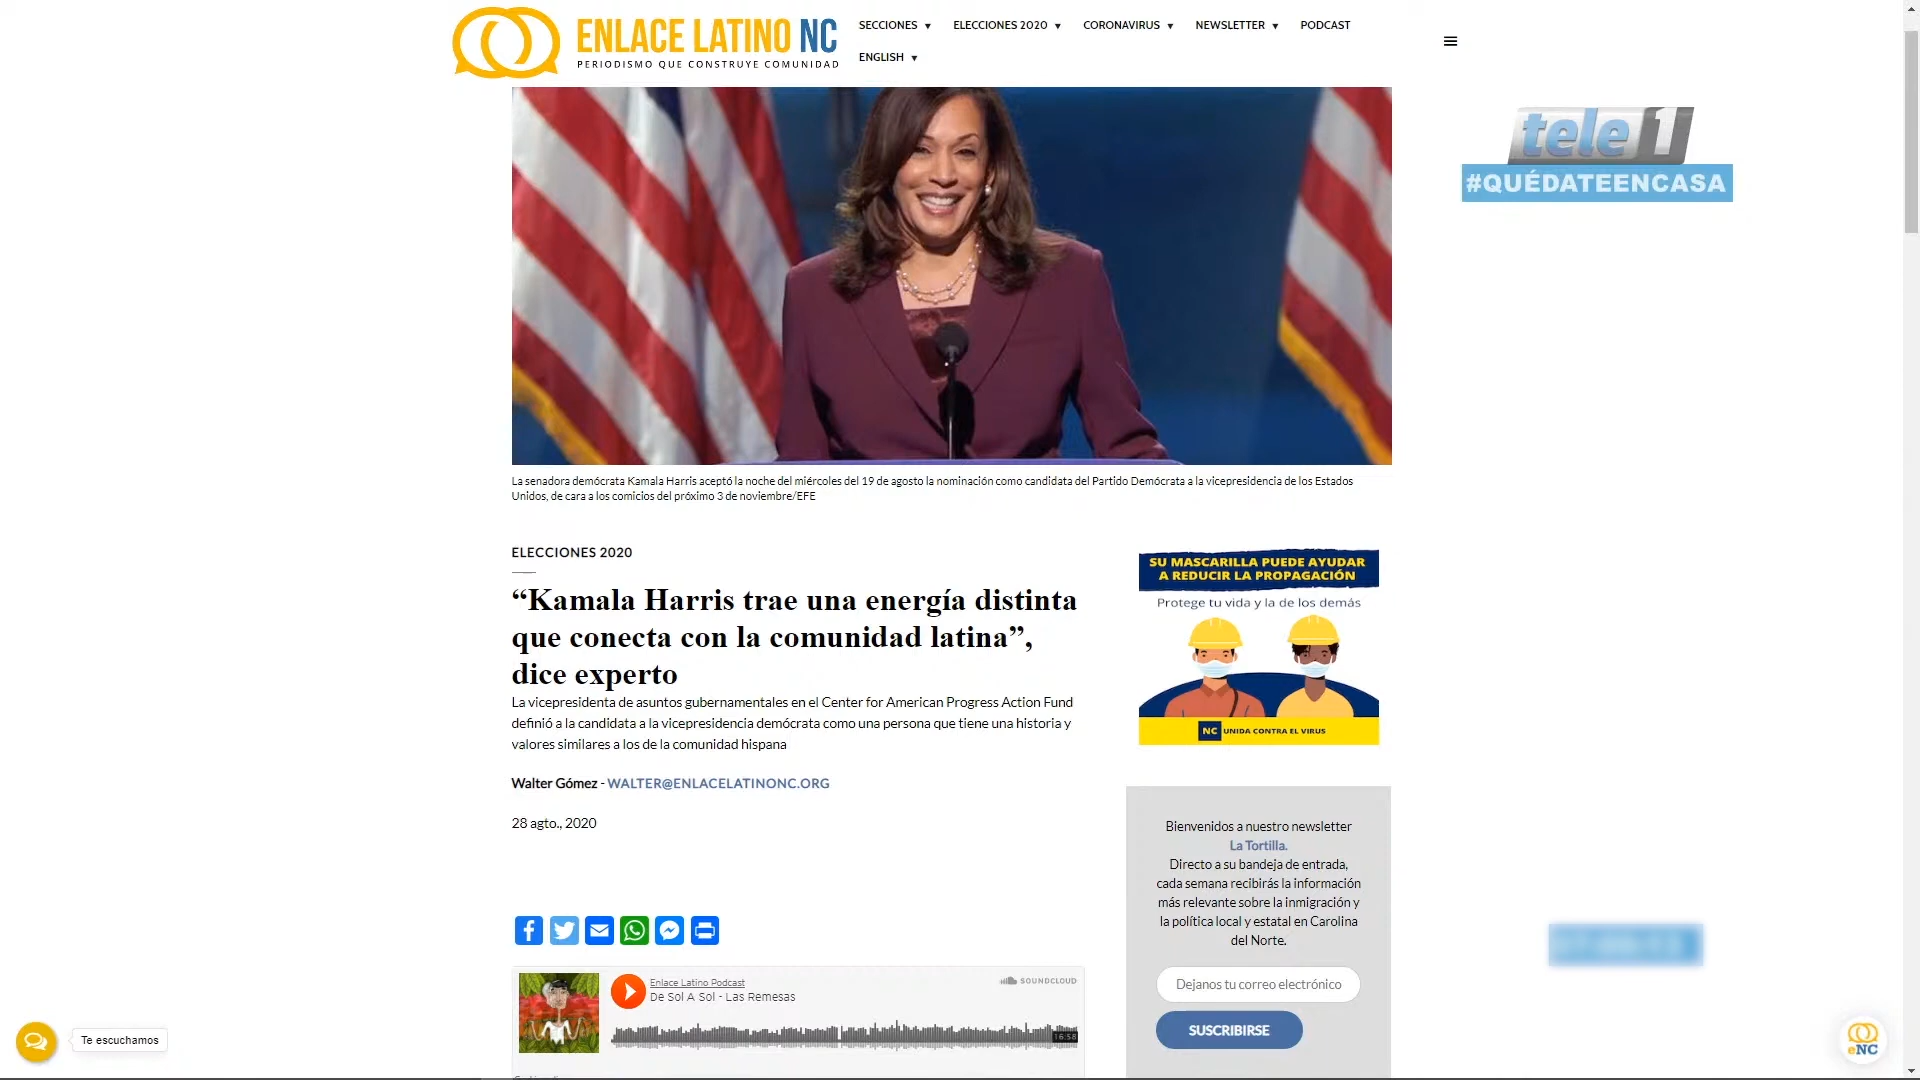 ENLACE LATINO NC
PERIODISMO QUE CONSTRUYE COMUNIDAD
SECCIONES ▼ ELECCIONES 2020 ▼ CORONAVIRUS ▼ NEWSLETTER ▼ PODCAST
ENGLISH ▼
tele 1
#QUÉDATEENCASA
La senadora demócrata Kamala Harris aceptó la noche del miércoles del 19 de agosto la nominación como candidata del Partido Demócrata a la vicepresidencia de los Estados
Unidos, de cara a los comicios del próximo 3 de noviembre/EFE
ELECCIONES 2020
“Kamala Harris trae una energía distinta
que conecta con la comunidad latina”,
dice experto
La vicepresidenta de asuntos gubernamentales en el Center for American Progress Action Fund
definió a la candidata a la vicepresidencia demócrata como una persona que tiene una historia y
valores similares a los de la comunidad hispana
Walter Gómez - WALTER@ENLACELATINONC.ORG
28 agto., 2020
Enlace Latino Podcast
De Sol A Sol - Las Remesas
SOUNDCLOUD
16:58
SU MASCARILLA PUEDE AYUDAR
A REDUCIR LA PROPAGACIÓN
Protege tu vida y la de los demás
NC UNIDA CONTRA EL VIRUS
Bienvenidos a nuestro newsletter
La Tortilla.
Directo a su bandeja de entrada,
cada semana recibirás la información
más relevante sobre la inmigración y
la política local y estatal en Carolina
del Norte.
Dejanos tu correo electrónico
SUSCRIBIRSE
Te escuchamos
eNC